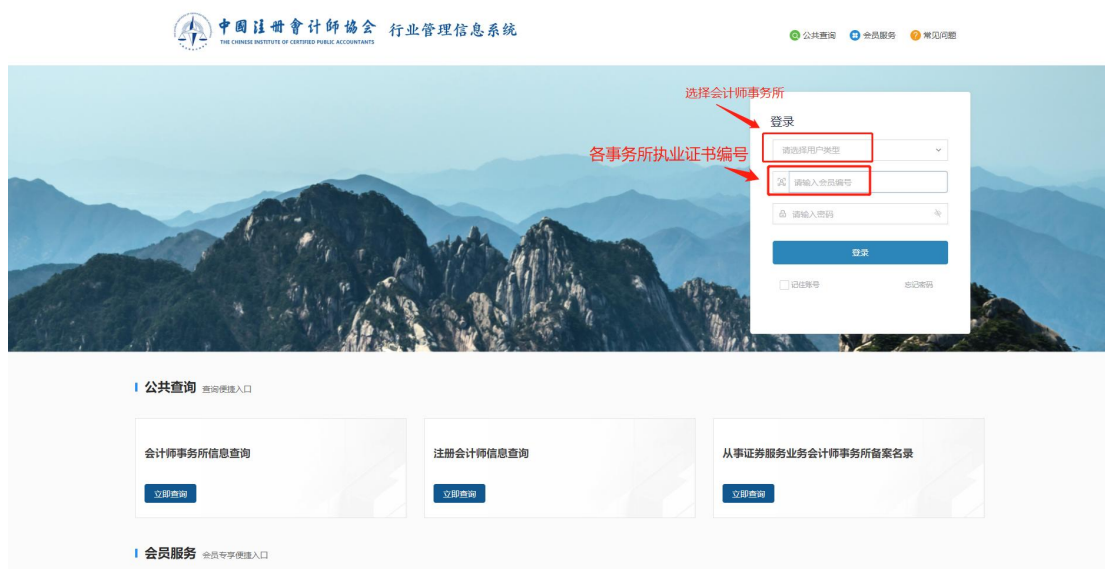 中國註冊會計師協會 行业管理信息系统
THE CHINESE INSTITUTE OF CERTIFIED PUBLIC ACCOUNTANTS
公共查询 会员服务 常见问题
选择会计师事务所
登录
请选择用户类型
各事务所执业证书编号
请输入会员编号
请输入密码
登录
记住账号 忘记密码
公共查询 查询便捷入口
会计师事务所信息查询 注册会计师信息查询 从事证券服务业务会计师事务所备案名录
立即查询 立即查询 立即查询
会员服务 会员专享便捷入口